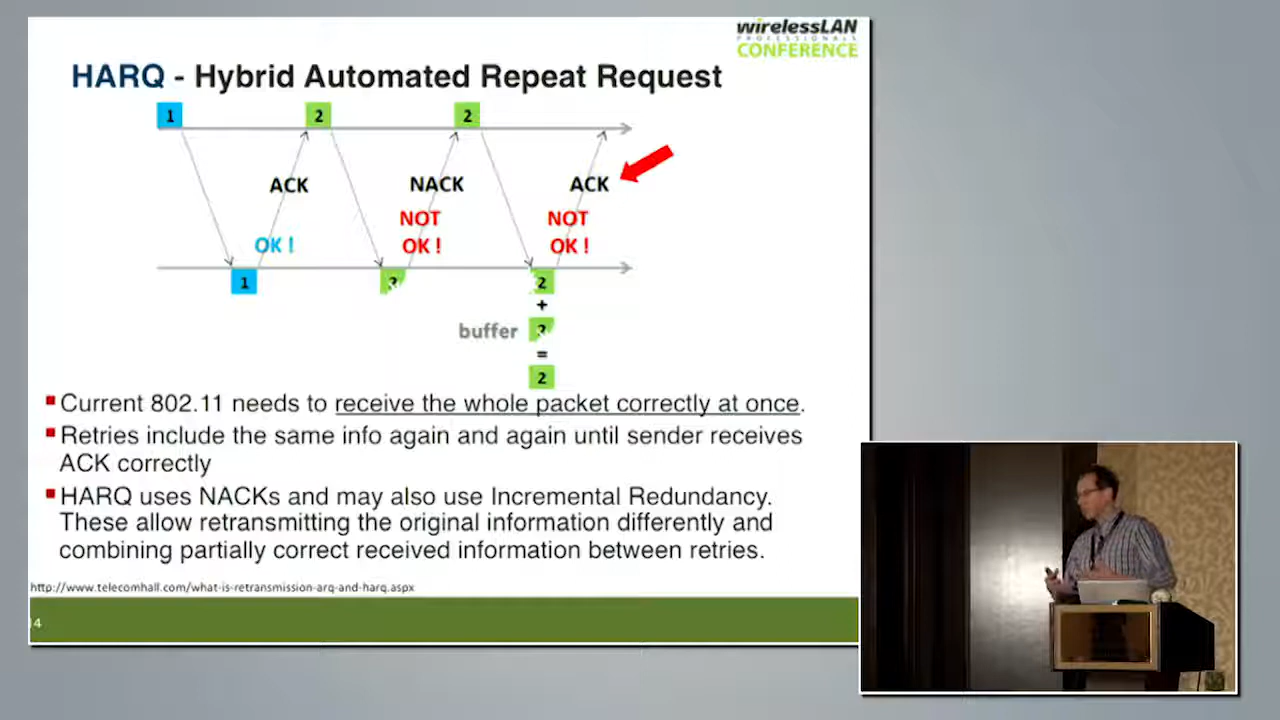 wirelessLAN
PROFESSIONALS
CONFERENCE
HARQ - Hybrid Automated Repeat Request
1 2 2
ACK NACK ACK
NOT NOT
OK ! OK ! OK !
1 2 2
+
buffer 2
=
2
Current 802.11 needs to receive the whole packet correctly at once.
Retries include the same info again and again until sender receives
ACK correctly
HARQ uses NACKs and may also use Incremental Redundancy.
These allow retransmitting the original information differently and
combining partially correct received information between retries.
http://www.telecomhall.com/what-is-retransmission-arq-and-harq.aspx
14